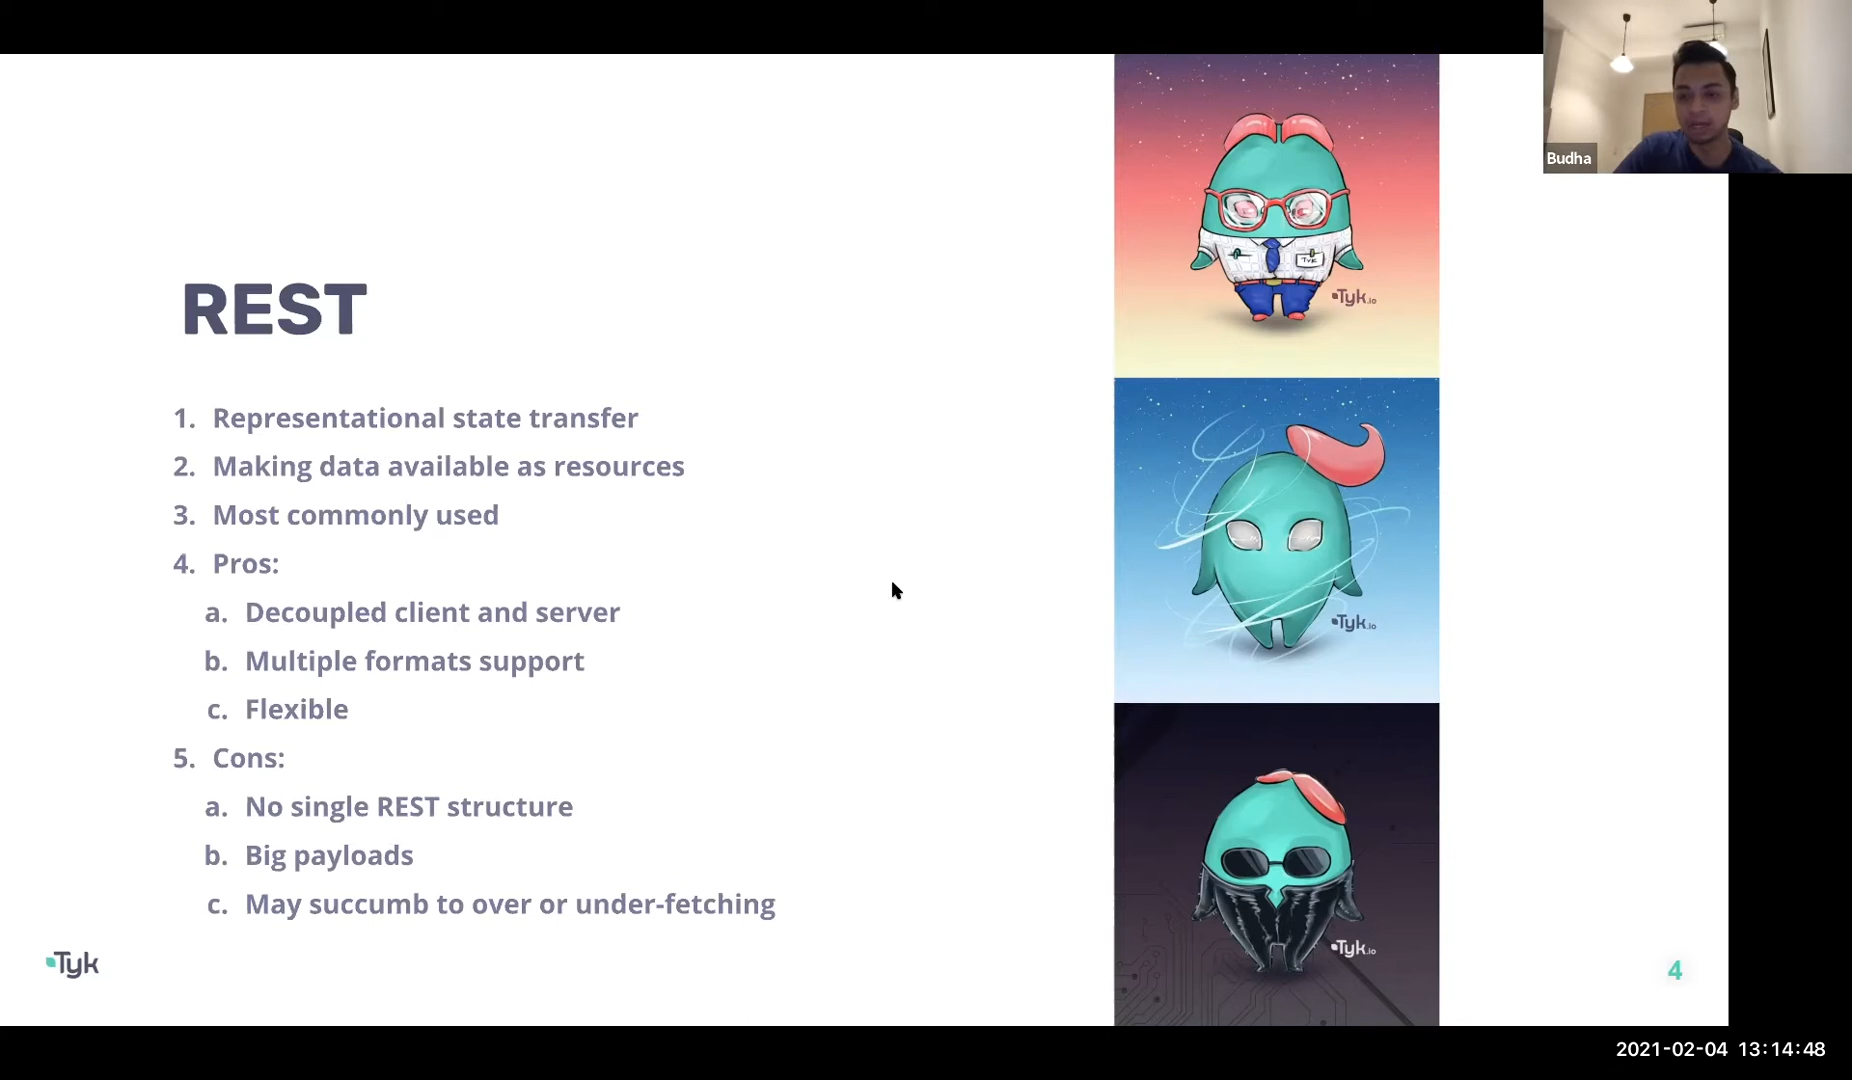 Budha
REST
1. Representational state transfer
2. Making data available as resources
3. Most commonly used
4. Pros:
a. Decoupled client and server
b. Multiple formats support
c. Flexible
5. Cons:
a. No single REST structure
b. Big payloads
c. May succumb to over or under-fetching
TYK
Tyk.io
Tyk.io
Tyk.io
Tyk
4
2021-02-04 13:14:48